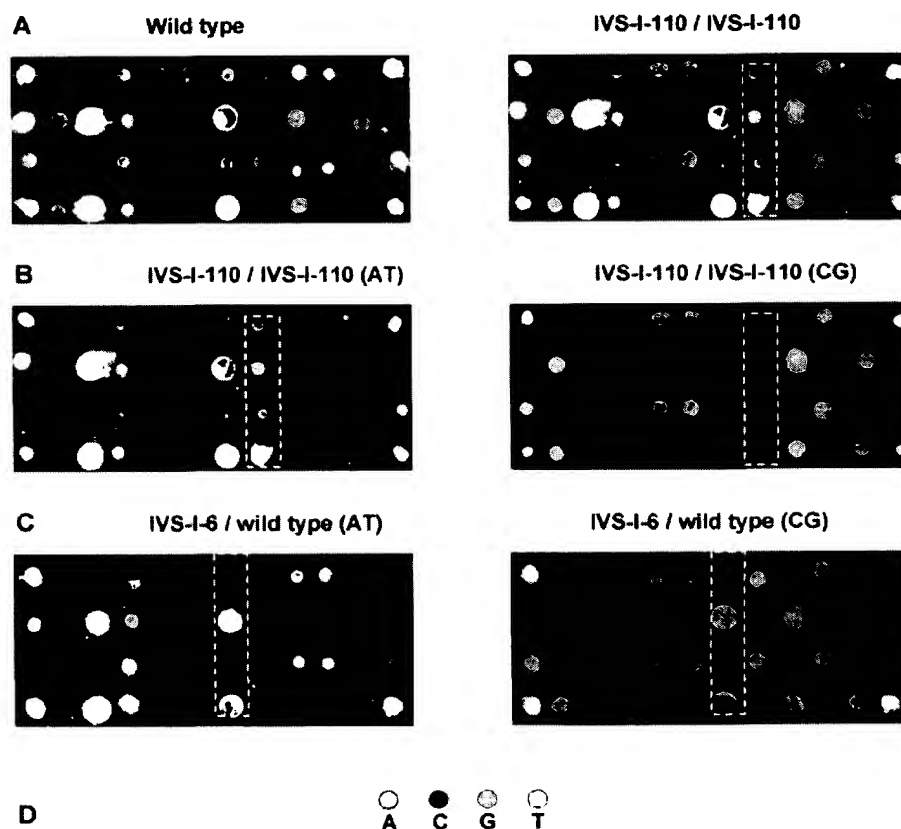 A Wild type IVS-I-110 / IVS-I-110
B IVS-I-110 / IVS-I-110 (AT) IVS-I-110 / IVS-I-110 (CG)
C IVS-I-6 / wild type (AT) IVS-I-6 / wild type (CG)
D
A C G T